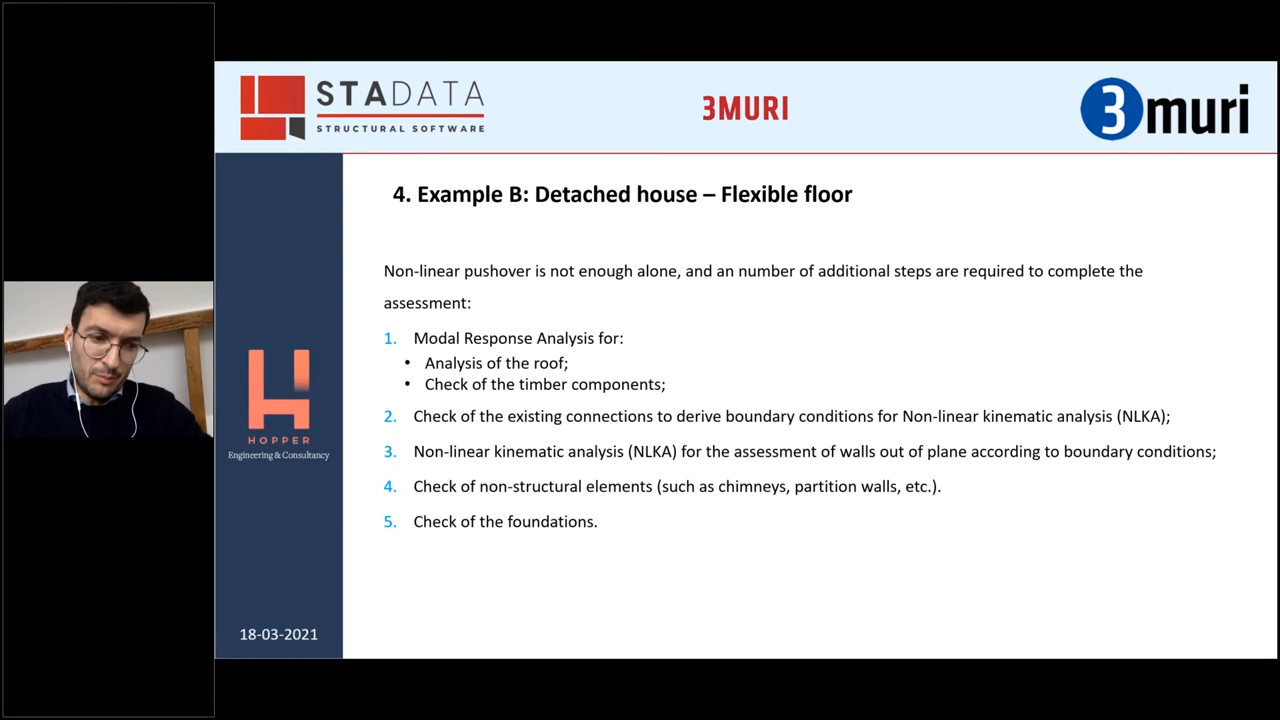 STADATA
STRUCTURAL SOFTWARE
3MURI
3muri
4. Example B: Detached house – Flexible floor
Non-linear pushover is not enough alone, and an number of additional steps are required to complete the
assessment:
1. Modal Response Analysis for:
• Analysis of the roof;
• Check of the timber components;
2. Check of the existing connections to derive boundary conditions for Non-linear kinematic analysis (NLKA);
3. Non-linear kinematic analysis (NLKA) for the assessment of walls out of plane according to boundary conditions;
4. Check of non-structural elements (such as chimneys, partition walls, etc.).
5. Check of the foundations.
HOPPER
Engineering & Consultancy
18-03-2021